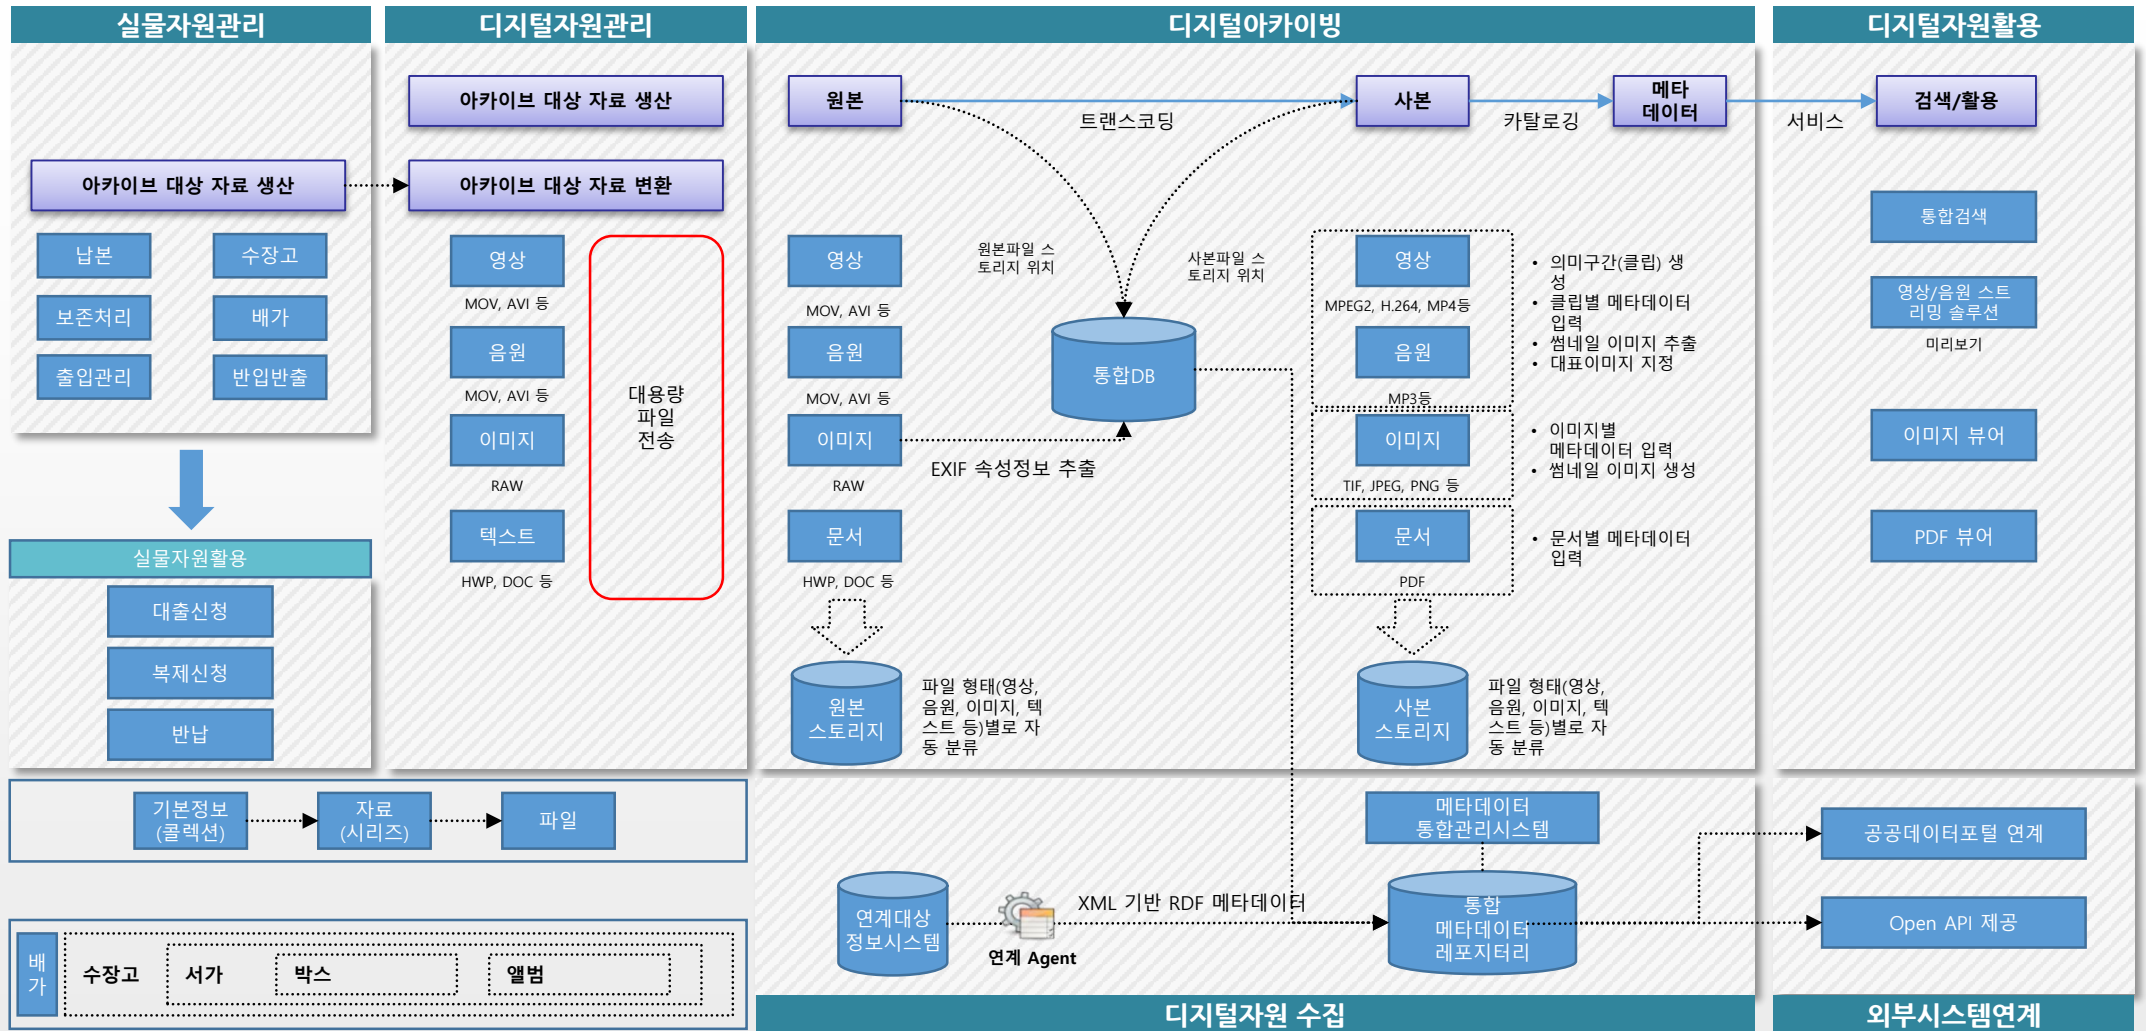 실물자원관리
아카이브 대상 자료 생산
납본
수장고
보존처리
배가
출입관리
반입반출
실물자원활용
대출신청
복제신청
반납
디지털자원관리
아카이브 대상 자료 생산
아카이브 대상 자료 변환
영상
MOV, AVI 등
음원
MOV, AVI 등
이미지
RAW
텍스트
HWP, DOC 등
대용량
파일
전송
기본정보
(콜렉션)
자료
(시리즈)
파일
배
가
수장고
서가
박스
앨범
디지털아카이빙
원본
트랜스코딩
사본
카탈로깅
메타
데이터
서비스
영상
MOV, AVI 등
음원
MOV, AVI 등
이미지
RAW
문서
HWP, DOC 등
원본
스토리지
파일 형태(영상,
음원, 이미지, 텍
스트 등)별로 자
동 분류
원본파일 스
토리지 위치
사본파일 스
토리지 위치
통합DB
EXIF 속성정보 추출
영상
MPEG2, H.264, MP4등
음원
MP3등
이미지
TIF, JPEG, PNG 등
문서
PDF
• 의미구간(클립) 생
성
• 클립별 메타데이터
입력
• 썸네일 이미지 추출
• 대표이미지 지정
• 이미지별
메타데이터 입력
• 썸네일 이미지 생성
• 문서별 메타데이터
입력
사본
스토리지
파일 형태(영상,
음원, 이미지, 텍
스트 등)별로 자
동 분류
디지털자원활용
검색/활용
통합검색
영상/음원 스트
리밍 솔루션
미리보기
이미지 뷰어
PDF 뷰어
메타데이터
통합관리시스템
연계대상
정보시스템
연계 Agent
XML 기반 RDF 메타데이터
통합
메타데이터
레포지터리
디지털자원 수집
공공데이터포털 연계
Open API 제공
외부시스템연계